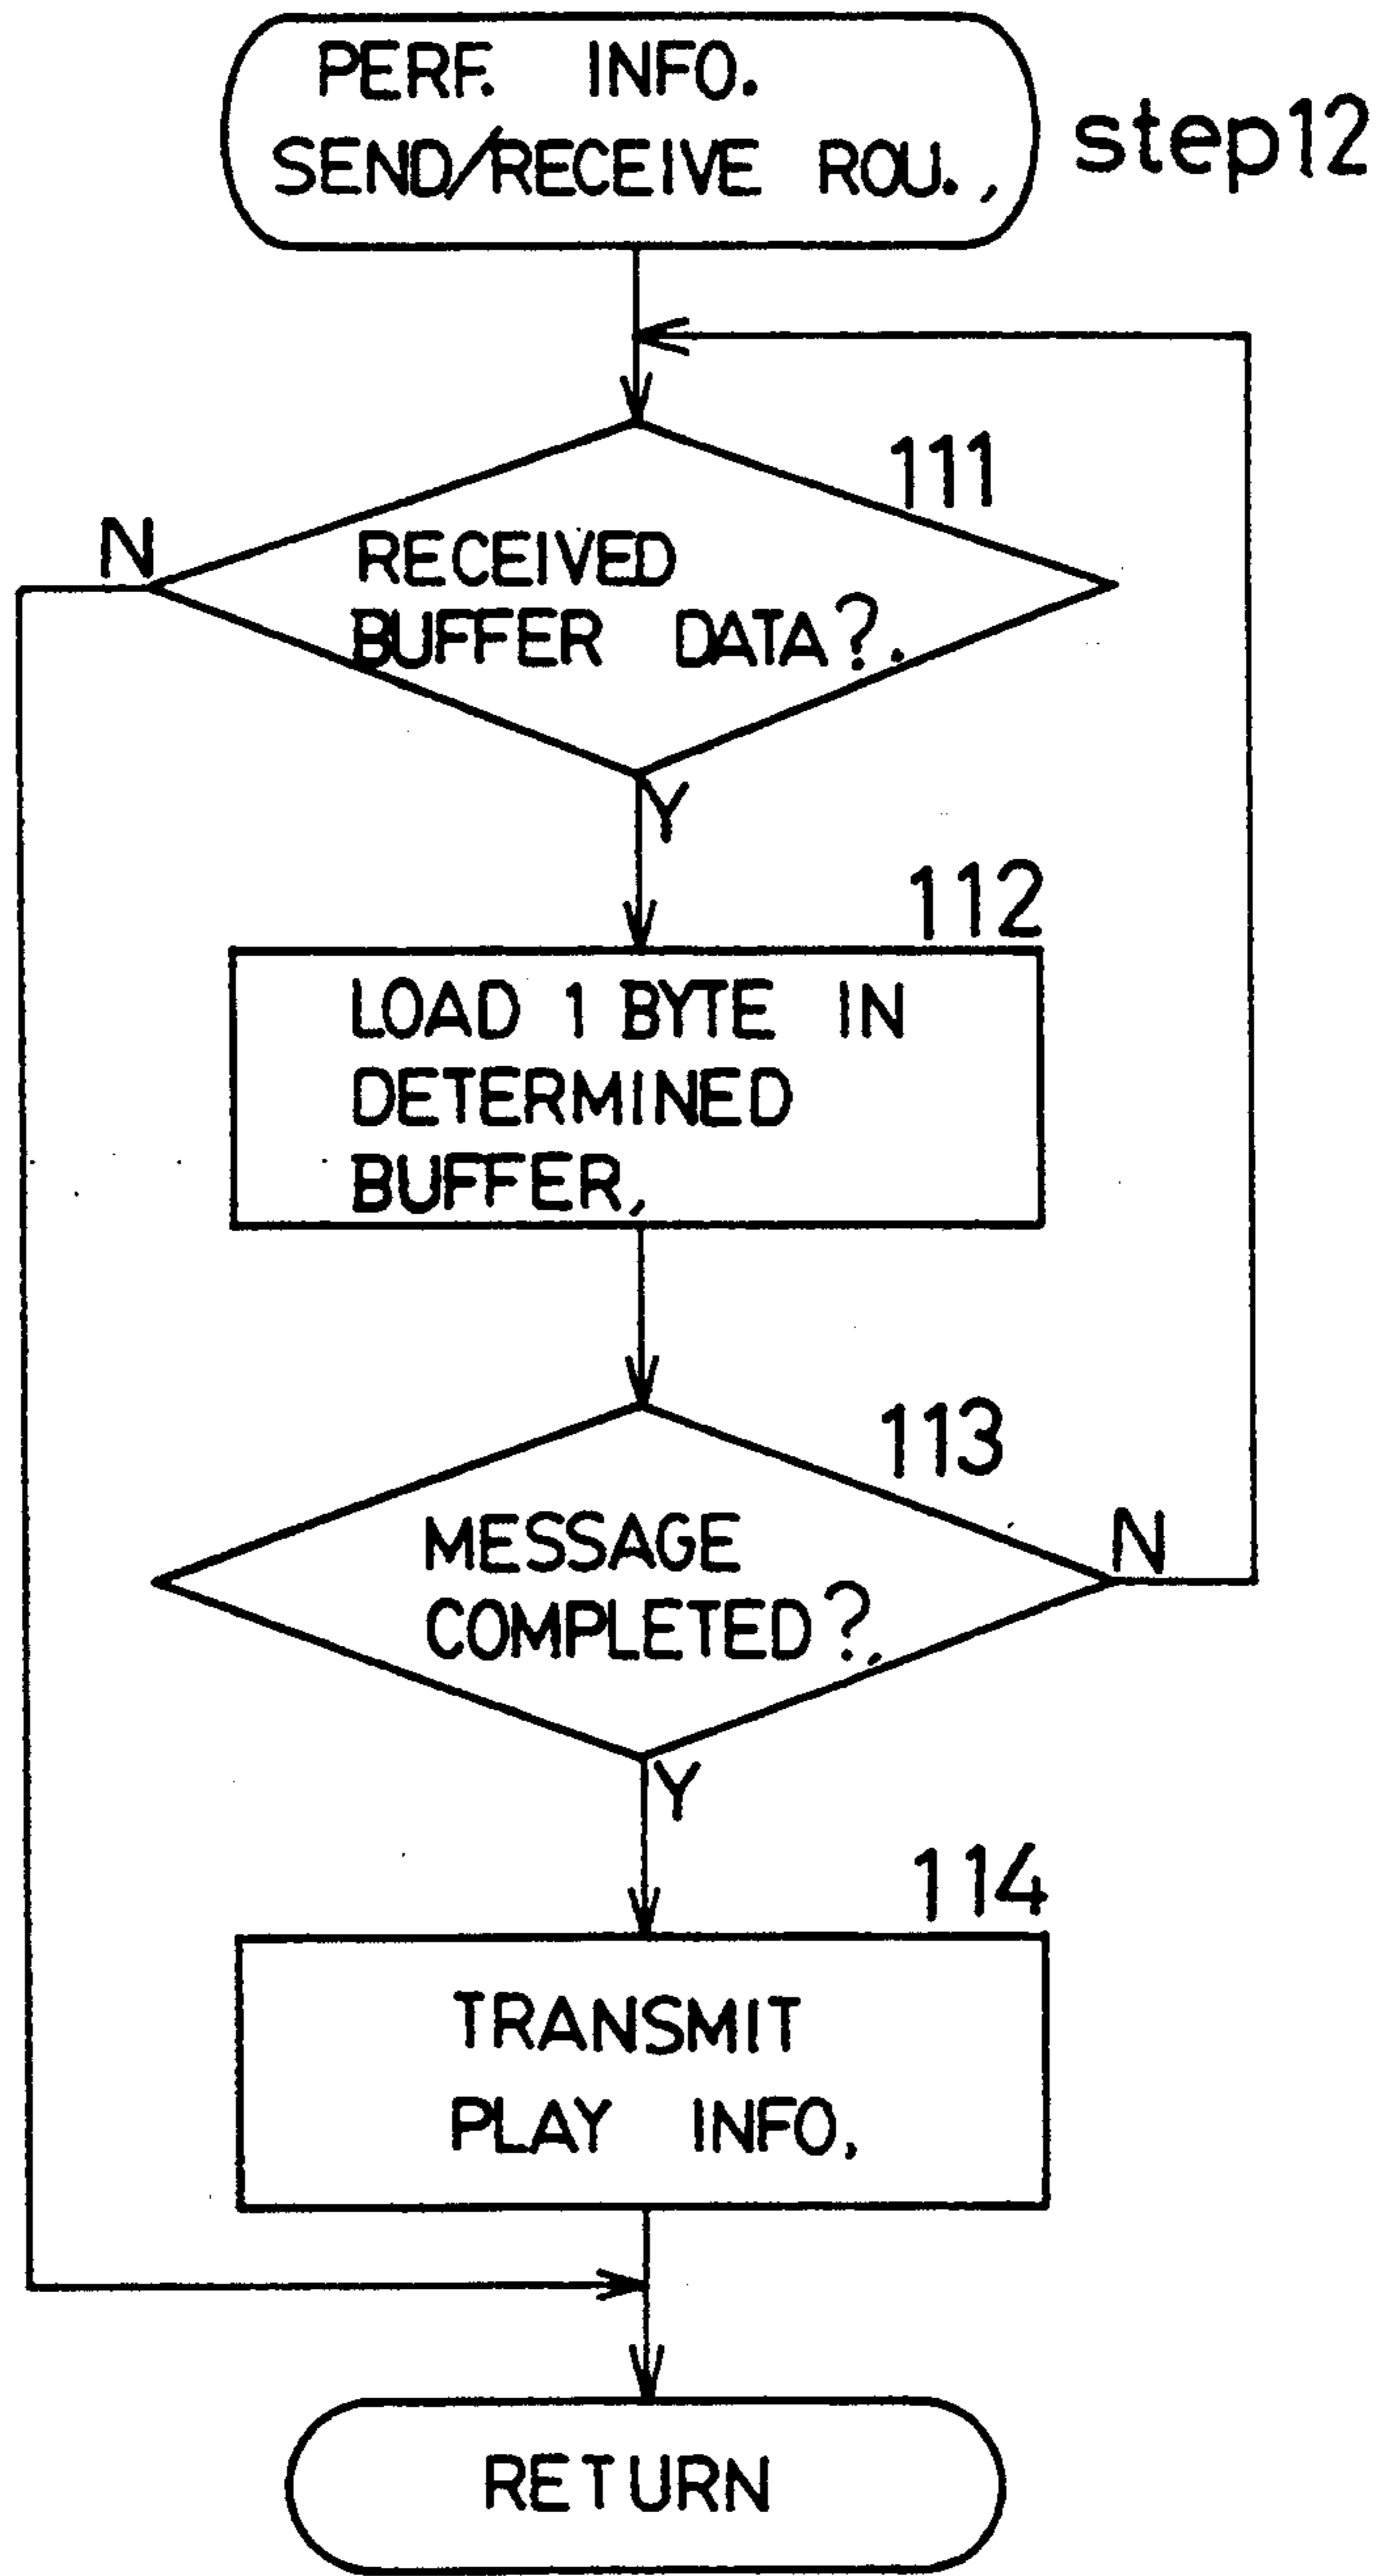 PERF. INFO.
SEND/RECEIVE ROU.,
step12
111
N
RECEIVED
BUFFER DATA?.
Y
112
LOAD 1 BYTE IN
DETERMINED
BUFFER,
113
MESSAGE
COMPLETED?,
N
Y
114
TRANSMIT
PLAY INFO,
RETURN